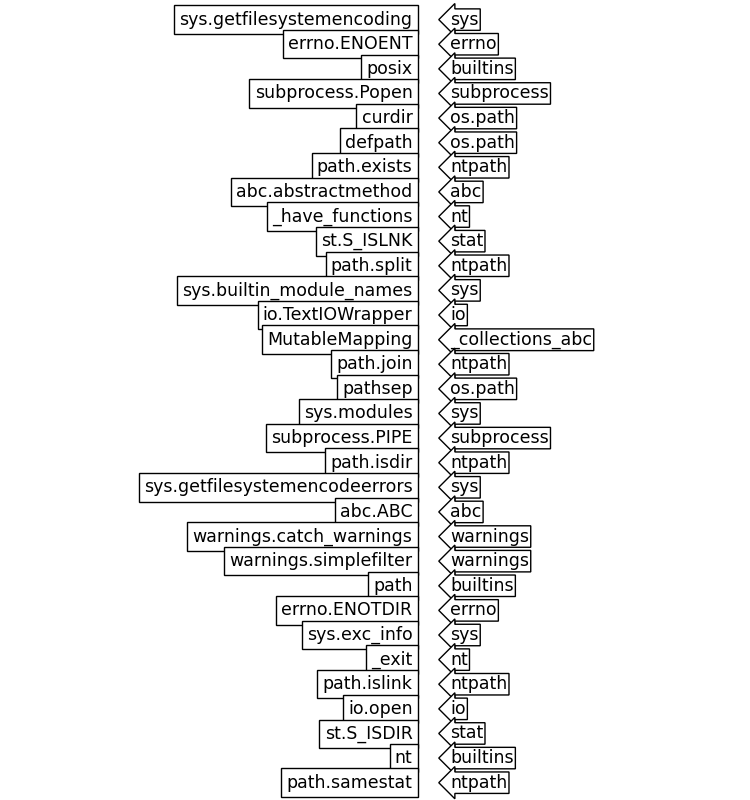 sys.getfilesystemencoding sys
errno.ENOENT errno
posix builtins
subprocess.Popen subprocess
curdir os.path
defpath os.path
path.exists ntpath
abc.abstractmethod abc
_have_functions nt
st.S_ISLNK stat
path.split ntpath
sys.builtin_module_names sys
io.TextIOWrapper io
MutableMapping _collections_abc
path.join ntpath
pathsep os.path
sys.modules sys
subprocess.PIPE subprocess
path.isdir ntpath
sys.getfilesystemencodeerrors sys
abc.ABC abc
warnings.catch_warnings warnings
warnings.simplefilter warnings
path builtins
errno.ENOTDIR errno
sys.exc_info sys
_exit nt
path.islink ntpath
io.open io
st.S_ISDIR stat
nt builtins
path.samestat ntpath